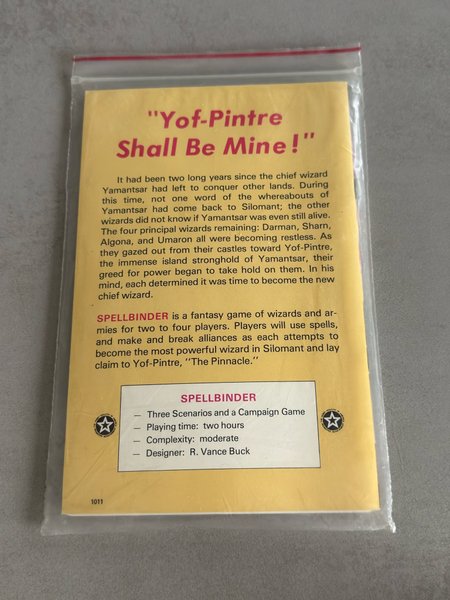 "Yof-Pintre
Shall Be Mine!"
It had been two long years since the chief wizard
Yamantsar had left to conquer other lands. During
this time, not one word of the whereabouts of
Yamantsar had come back to Silomant; the other
wizards did not know if Yamantsar was even still alive.
The four principal wizards remaining: Darman, Sharn,
Algona, and Umaron all were becoming restless. As
they gazed out from their castles toward Yof-Pintre,
the immense island stronghold of Yamantsar, their
greed for power began to take hold on them. In his
mind, each determined it was time to become the new
chief wizard.
SPELLBINDER is a fantasy game of wizards and ar-
mies for two to four players. Players will use spells,
and make and break alliances as each attempts to
become the most powerful wizard in Silomant and lay
claim to Yof-Pintre, "The Pinnacle."
SPELLBINDER
— Three Scenarios and a Campaign Game
— Playing time: two hours
— Complexity: moderate
— Designer: R. Vance Buck
1011